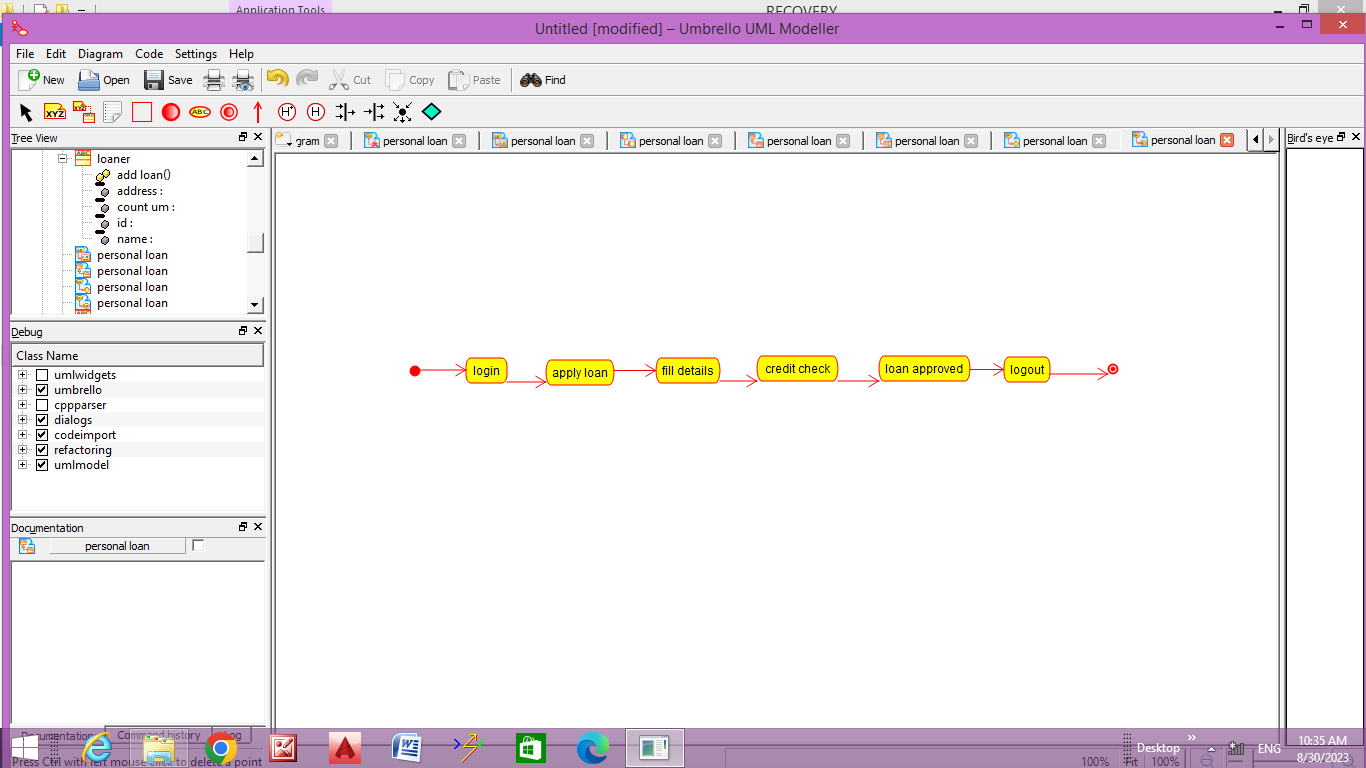 Application Tools
RECOVERY
Untitled [modified] – Umbrello UML Modeller
File Edit Diagram Code Settings Help
New Open Save Cut Copy Paste Find
XYZ XYZ ABC H* H
Tree View
gram personal loan personal loan personal loan personal loan personal loan personal loan personal loan
Bird's eye
loaner
add loan()
address :
count um :
id :
name :
personal loan
personal loan
personal loan
personal loan
Debug
Class Name
umlwidgets
umbrello
cppparser
dialogs
codeimport
refactoring
umlmodel
login apply loan fill details credit check loan approved logout
Documentation
personal loan
Documentation Command history Log
Press Ctrl with left mouse click to delete a point
100% Fit 100%
Desktop » ENG 10:35 AM
8/30/2023